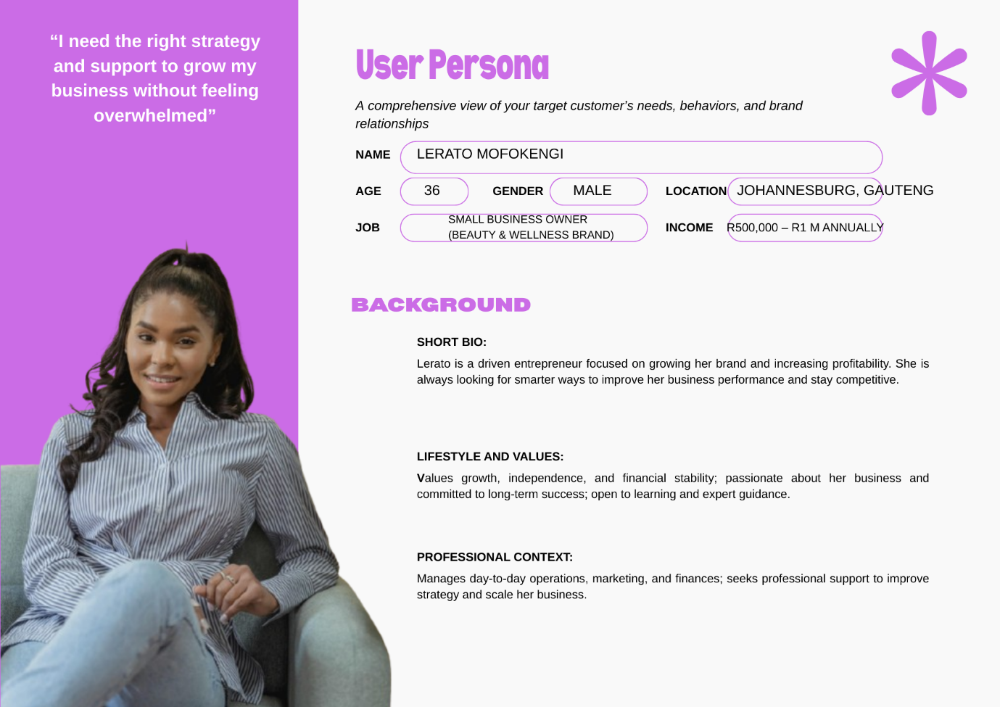 “I need the right strategy
and support to grow my
business without feeling
overwhelmed”
User Persona
A comprehensive view of your target customer’s needs, behaviors, and brand
relationships
NAME LERATO MOFOKENGI
AGE 36 GENDER MALE LOCATION JOHANNESBURG, GAUTENG
JOB SMALL BUSINESS OWNER
(BEAUTY & WELLNESS BRAND) INCOME R500,000 – R1 M ANNUALLY
BACKGROUND
SHORT BIO:
Lerato is a driven entrepreneur focused on growing her brand and increasing profitability. She is
always looking for smarter ways to improve her business performance and stay competitive.
LIFESTYLE AND VALUES:
Values growth, independence, and financial stability; passionate about her business and
committed to long-term success; open to learning and expert guidance.
PROFESSIONAL CONTEXT:
Manages day-to-day operations, marketing, and finances; seeks professional support to improve
strategy and scale her business.